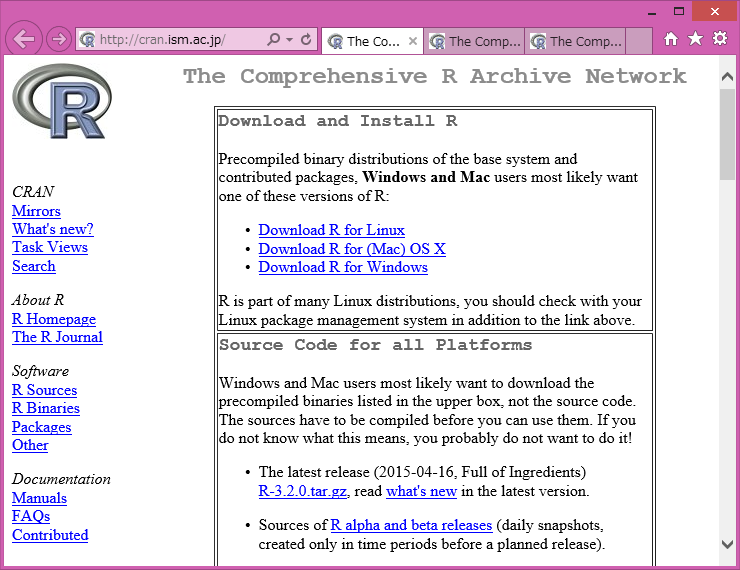 http://cran.ism.ac.jp/
The Co...
The Comp...
The Comp...
R
The Comprehensive R Archive Network
CRAN
Mirrors
What's new?
Task Views
Search
About R
R Homepage
The R Journal
Software
R Sources
R Binaries
Packages
Other
Documentation
Manuals
FAQs
Contributed
Download and Install R
Precompiled binary distributions of the base system and
contributed packages, Windows and Mac users most likely want
one of these versions of R:
• Download R for Linux
• Download R for (Mac) OS X
• Download R for Windows
R is part of many Linux distributions, you should check with your
Linux package management system in addition to the link above.
Source Code for all Platforms
Windows and Mac users most likely want to download the
precompiled binaries listed in the upper box, not the source code.
The sources have to be compiled before you can use them. If you
do not know what this means, you probably do not want to do it!
• The latest release (2015-04-16, Full of Ingredients)
R-3.2.0.tar.gz, read what's new in the latest version.
• Sources of R alpha and beta releases (daily snapshots,
created only in time periods before a planned release).